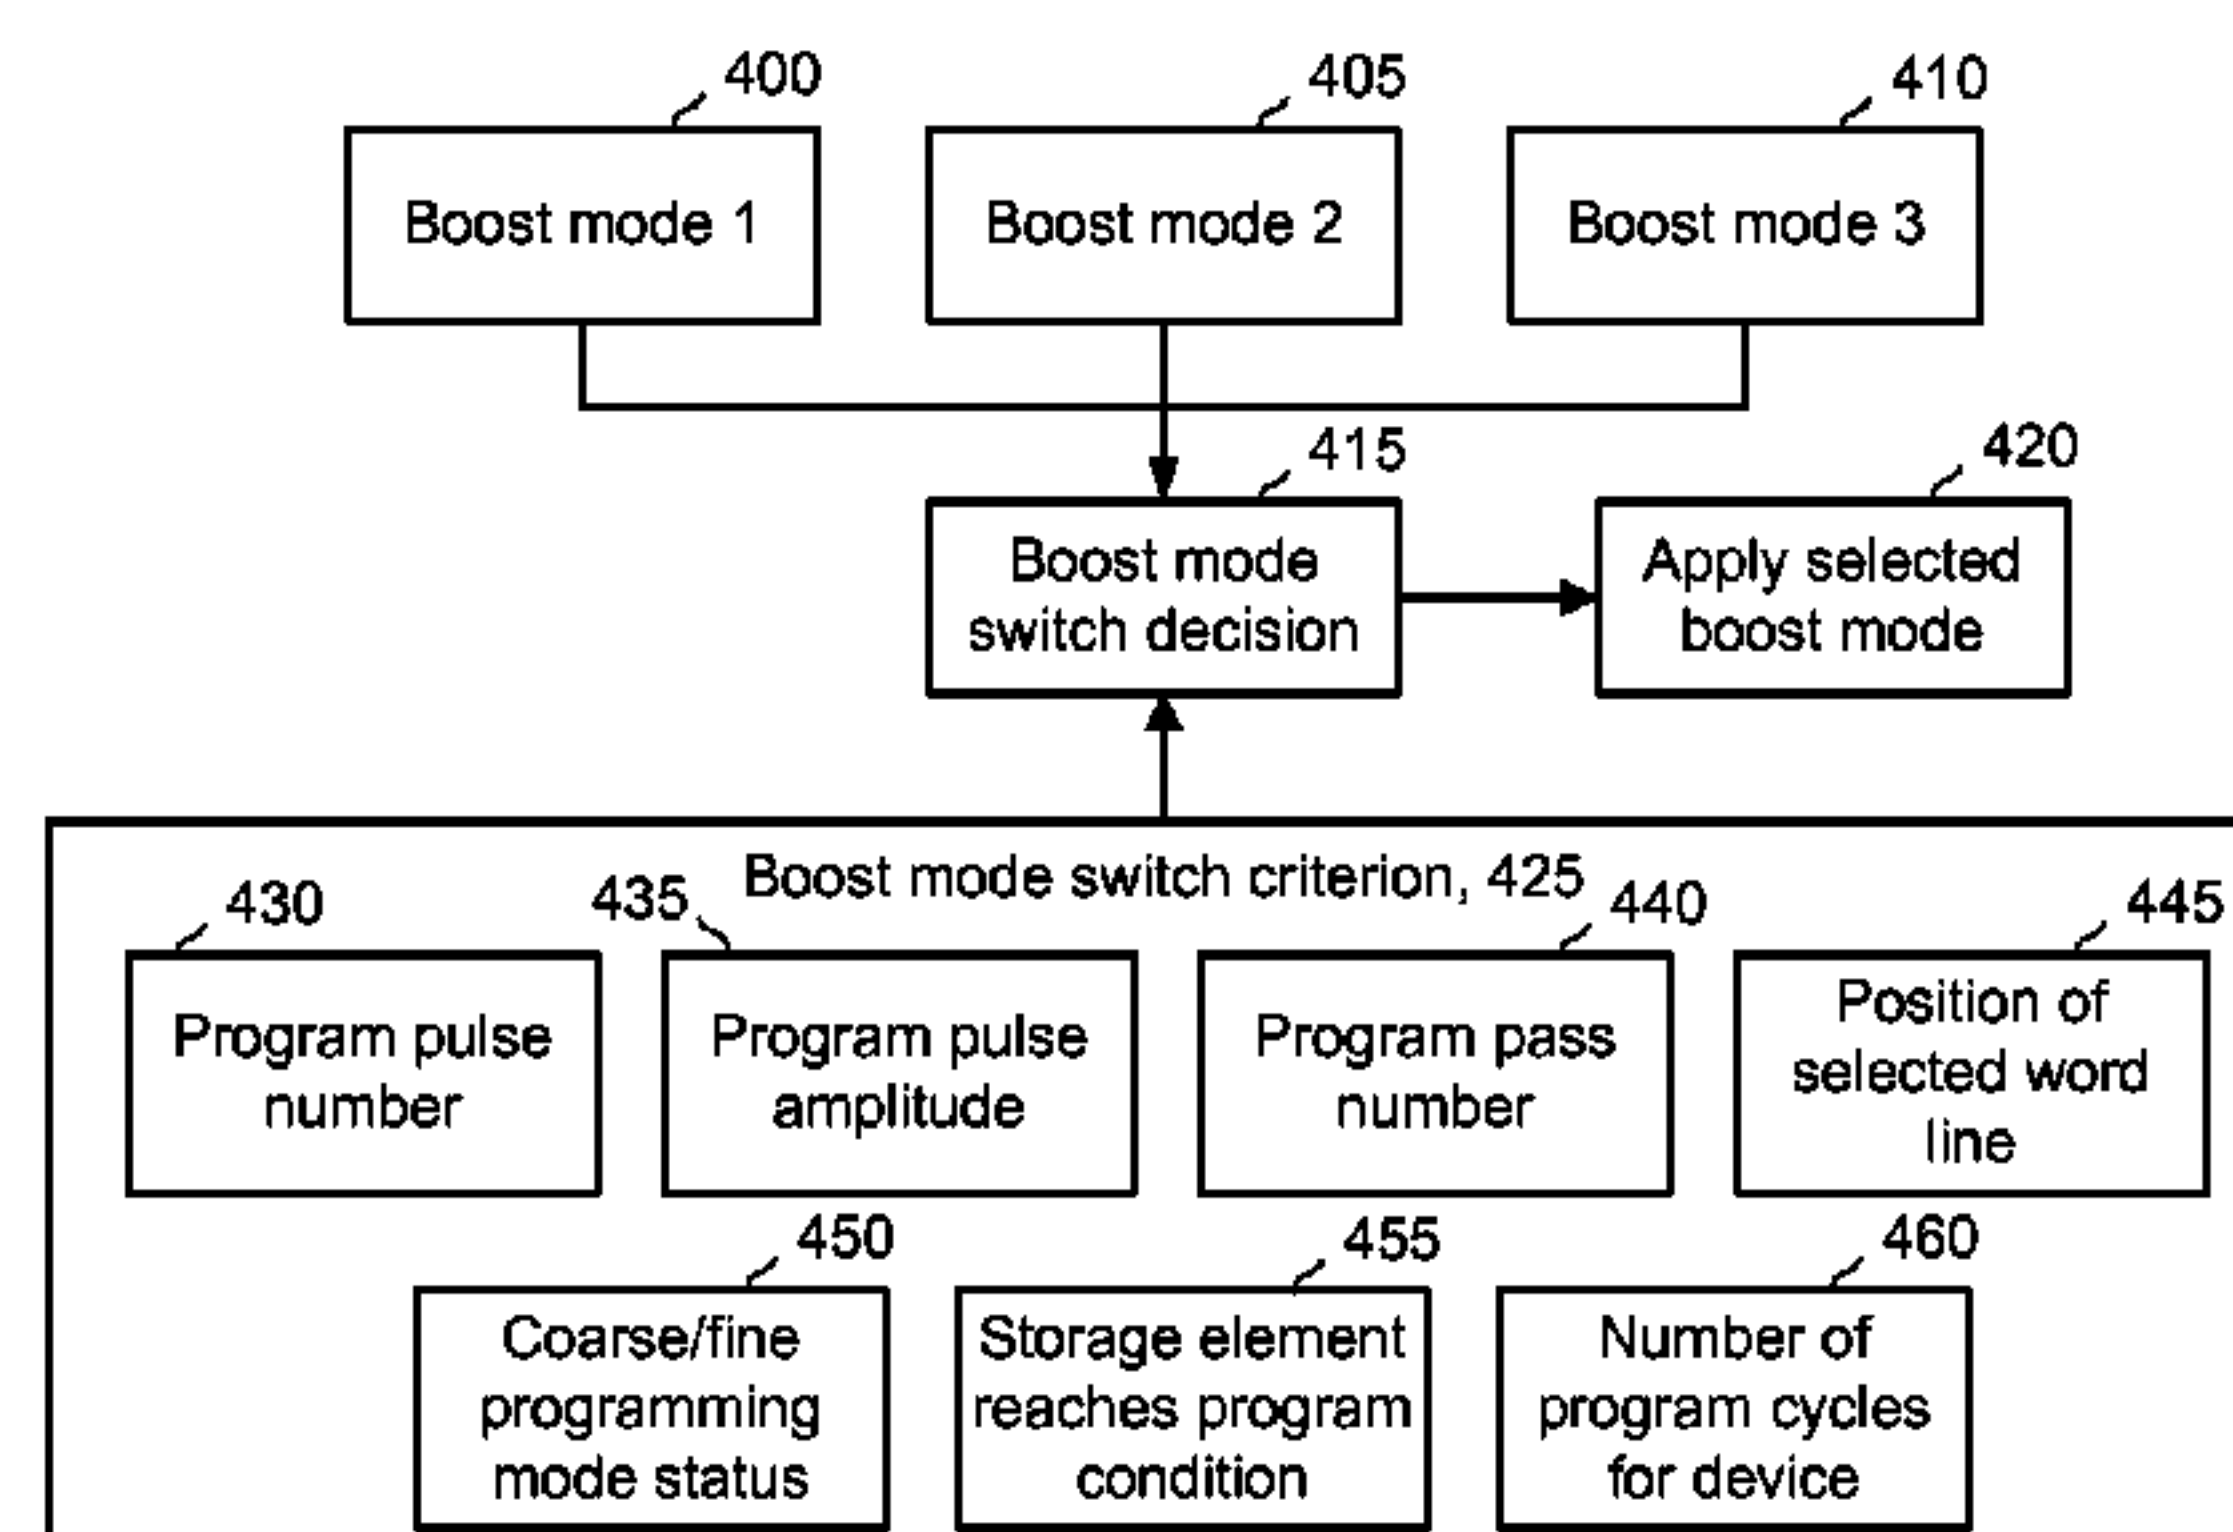 400
405
410
Boost mode 1
Boost mode 2
Boost mode 3
415
420
Boost mode
switch decision
Apply selected
boost mode
Boost mode switch criterion, 425
430
435
440
445
Program pulse
number
Program pulse
amplitude
Program pass
number
Position of
selected word
line
450
455
460
Coarse/fine
programming
mode status
Storage element
reaches program
condition
Number of
program cycles
for device